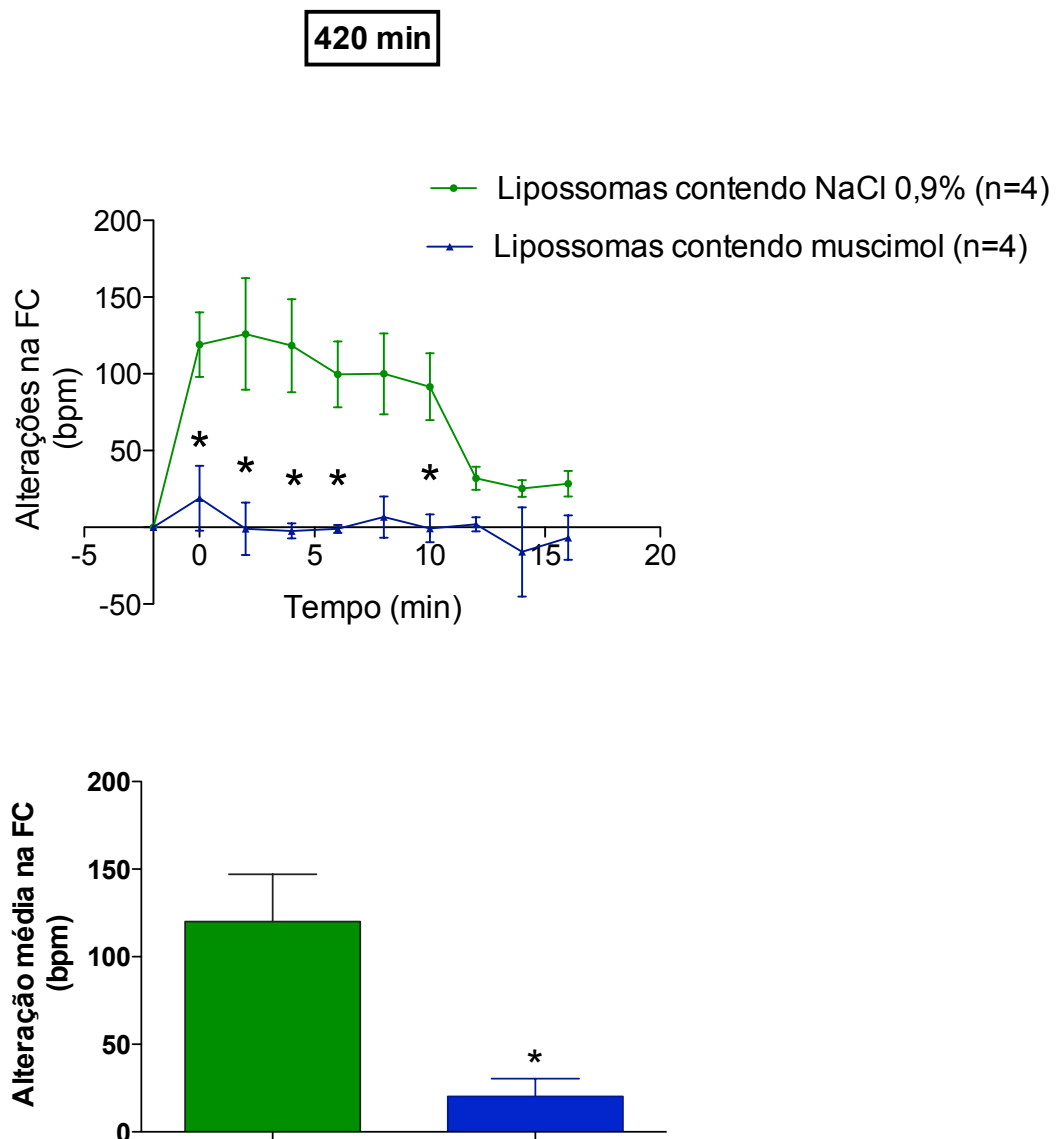 420 min
Lipossomas contendo NaCl 0,9% (n=4)
Lipossomas contendo muscimol (n=4)
Alterações na FC
(bpm)
200
150
100
50
-50
* * * * *
-5 0 5 10 15 20
Tempo (min)
Alteração média na FC
(bpm)
200
150
100
50
0
*